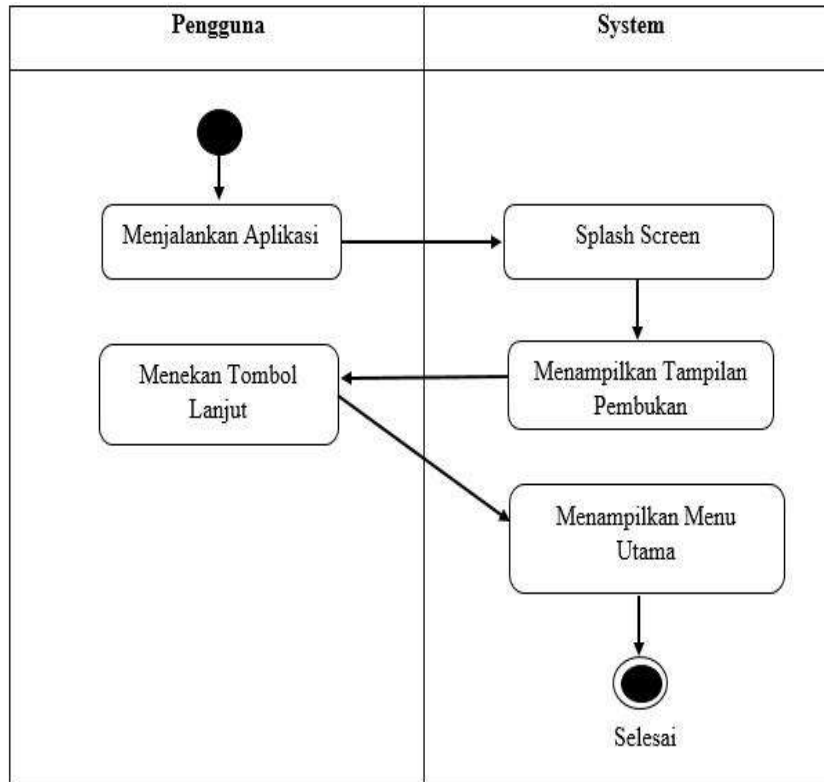 Pengguna
System
Menjalankan Aplikasi
Splash Screen
Menekan Tombol
Lanjut
Menampilkan Tampilan
Pembukan
Menampilkan Menu
Utama
Selesai